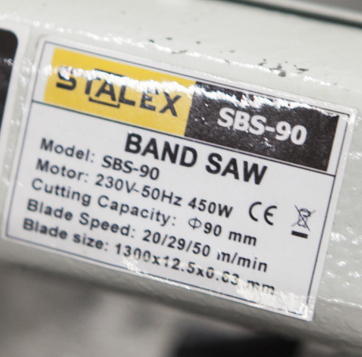 STALEX
SBS-90
BAND SAW
Model: SBS-90
Motor: 230V-50Hz 450W
Cutting Capacity: Φ90 mm
Blade Speed: 20/29/50 m/min
Blade size: 1300x12.5x0.63 mm
CE